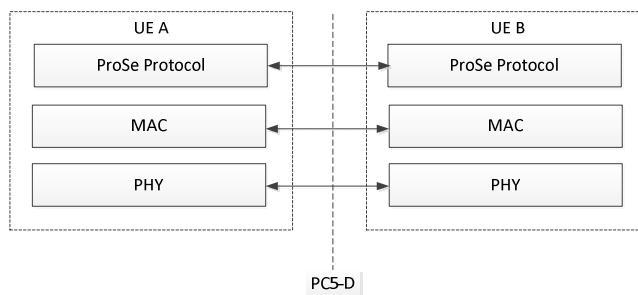 UE A
UE B
ProSe Protocol
ProSe Protocol
MAC
MAC
PHY
PHY
PC5-D